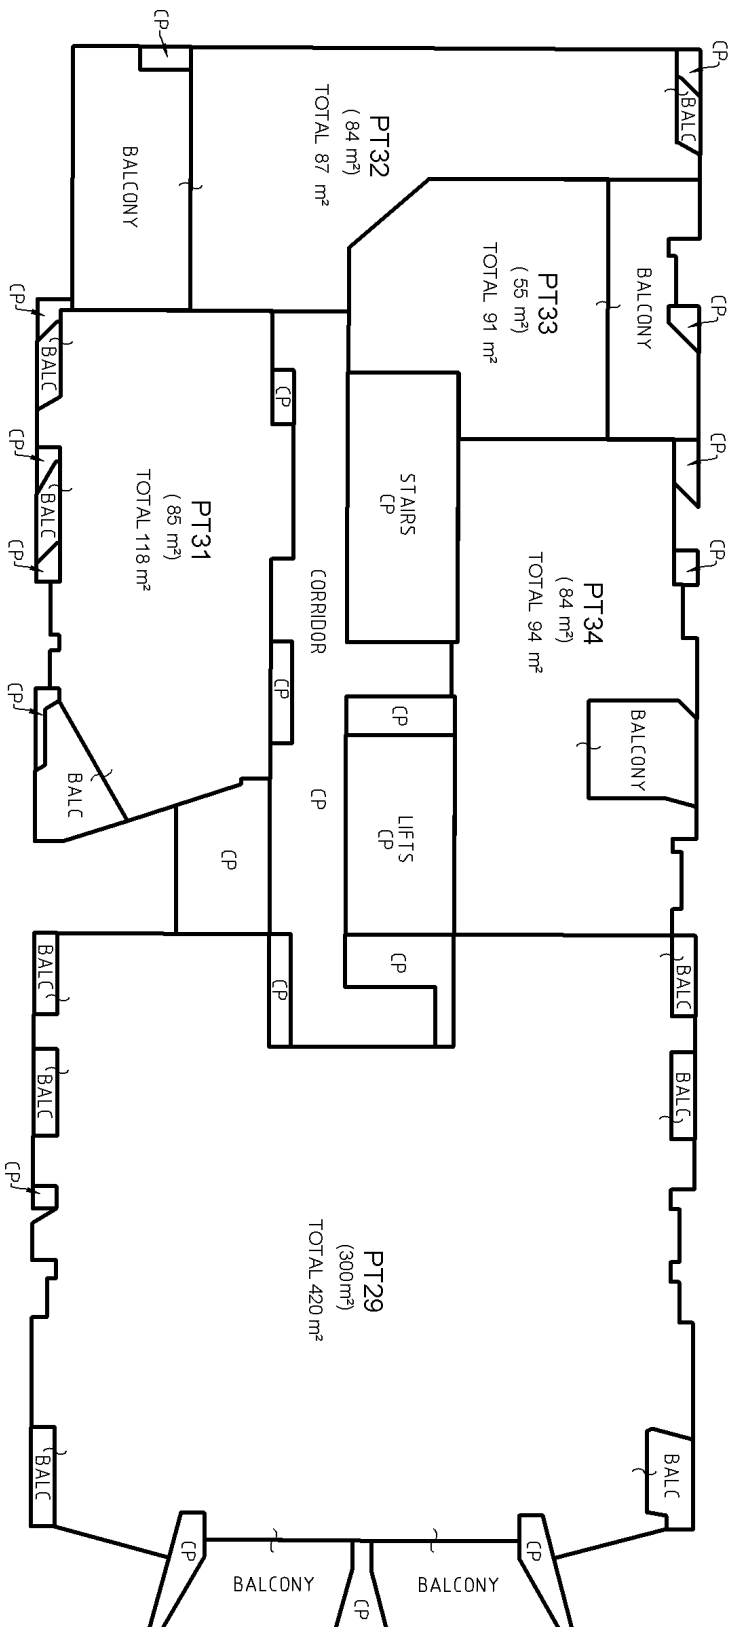 CP
CP
BALC
PT32
( 84 m²)
TOTAL 87 m²
BALCONY
PT33
( 55 m²)
TOTAL 91 m²
BALCONY
CP
CP
BALC
CP
CP
STAIRS
CP
CP
BALC
CP
PT31
( 85 m²)
TOTAL 118 m²
CORRIDOR
PT34
( 84 m²)
TOTAL 94 m²
CP
CP
CP
CP
BALCONY
BALC
CP
LIFTS
CP
CP
BALC
CP
CP
BALC
BALC
BALC
CP
PT29
(300 m²)
TOTAL 420 m²
BALC
BALC
CP
CP
BALCONY
BALCONY
CP